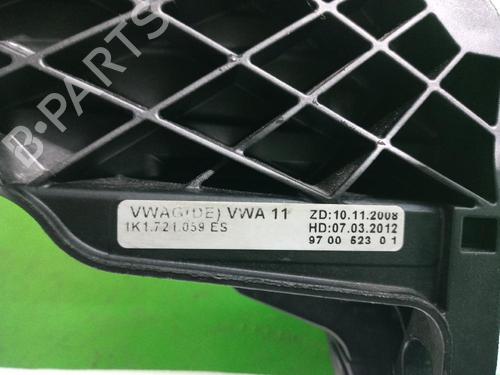 B-PARTS
VWAG(DE) VWA 11
1K1.721.059 ES
ZD:10.11.2008
HD:07.03.2012
97 00 523 0 1